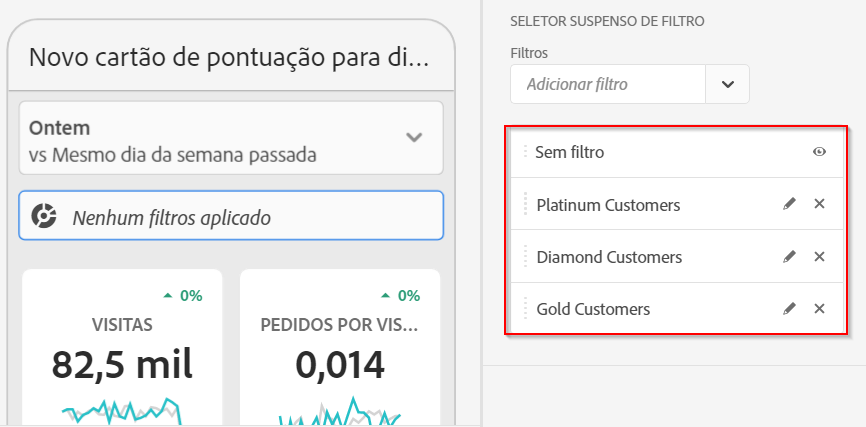 Novo cartão de pontuação para di...
Ontem
vs Mesmo dia da semana passada
Nenhum filtros aplicado
0%
VISITAS
82,5 mil
0%
PEDIDOS POR VIS...
0,014
SELETOR SUSPENSO DE FILTRO
Filtros
Adicionar filtro
Sem filtro
Platinum Customers
Diamond Customers
Gold Customers